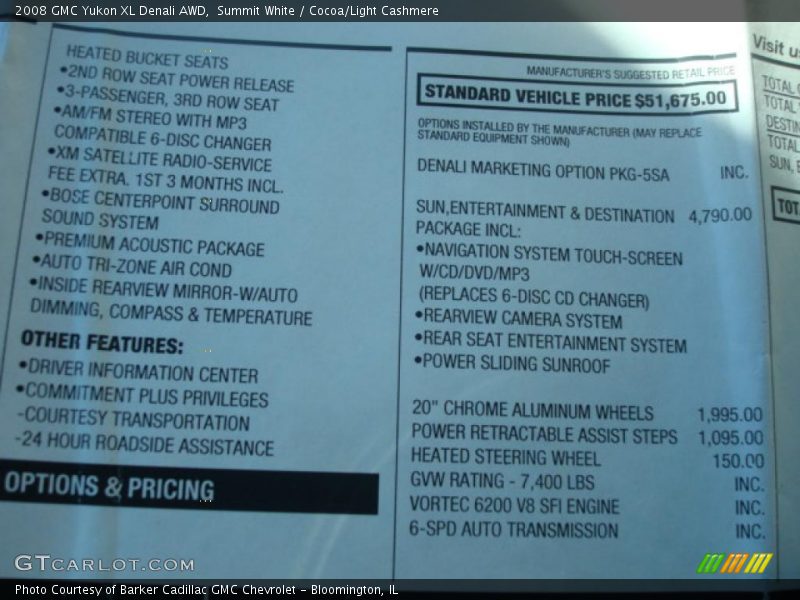 2008 GMC Yukon XL Denali AWD, Summit White / Cocoa/Light Cashmere
HEATED BUCKET SEATS
•2ND ROW SEAT POWER RELEASE
•3-PASSENGER, 3RD ROW SEAT
•AM/FM STEREO WITH MP3
COMPATIBLE 6-DISC CHANGER
•XM SATELLITE RADIO-SERVICE
FEE EXTRA. 1ST 3 MONTHS INCL.
•BOSE CENTERPOINT SURROUND
SOUND SYSTEM
•PREMIUM ACOUSTIC PACKAGE
•AUTO TRI-ZONE AIR COND
•INSIDE REARVIEW MIRROR-W/AUTO
DIMMING, COMPASS & TEMPERATURE
OTHER FEATURES:
•DRIVER INFORMATION CENTER
•COMMITMENT PLUS PRIVILEGES
-COURTESY TRANSPORTATION
-24 HOUR ROADSIDE ASSISTANCE
OPTIONS & PRICING
MANUFACTURER'S SUGGESTED RETAIL PRICE
STANDARD VEHICLE PRICE $51,675.00
OPTIONS INSTALLED BY THE MANUFACTURER (MAY REPLACE
STANDARD EQUIPMENT SHOWN)
DENALI MARKETING OPTION PKG-5SA INC.
SUN,ENTERTAINMENT & DESTINATION 4,790.00
PACKAGE INCL:
•NAVIGATION SYSTEM TOUCH-SCREEN
W/CD/DVD/MP3
(REPLACES 6-DISC CD CHANGER)
•REARVIEW CAMERA SYSTEM
•REAR SEAT ENTERTAINMENT SYSTEM
•POWER SLIDING SUNROOF
20" CHROME ALUMINUM WHEELS 1,995.00
POWER RETRACTABLE ASSIST STEPS 1,095.00
HEATED STEERING WHEEL 150.00
GVW RATING - 7,400 LBS INC.
VORTEC 6200 V8 SFI ENGINE INC.
6-SPD AUTO TRANSMISSION INC.
Visit u
TOTAL
TOTAL
DESTIN
TOTAL
SUN,
TOT
GTCARLOT.COM
Photo Courtesy of Barker Cadillac GMC Chevrolet - Bloomington, IL